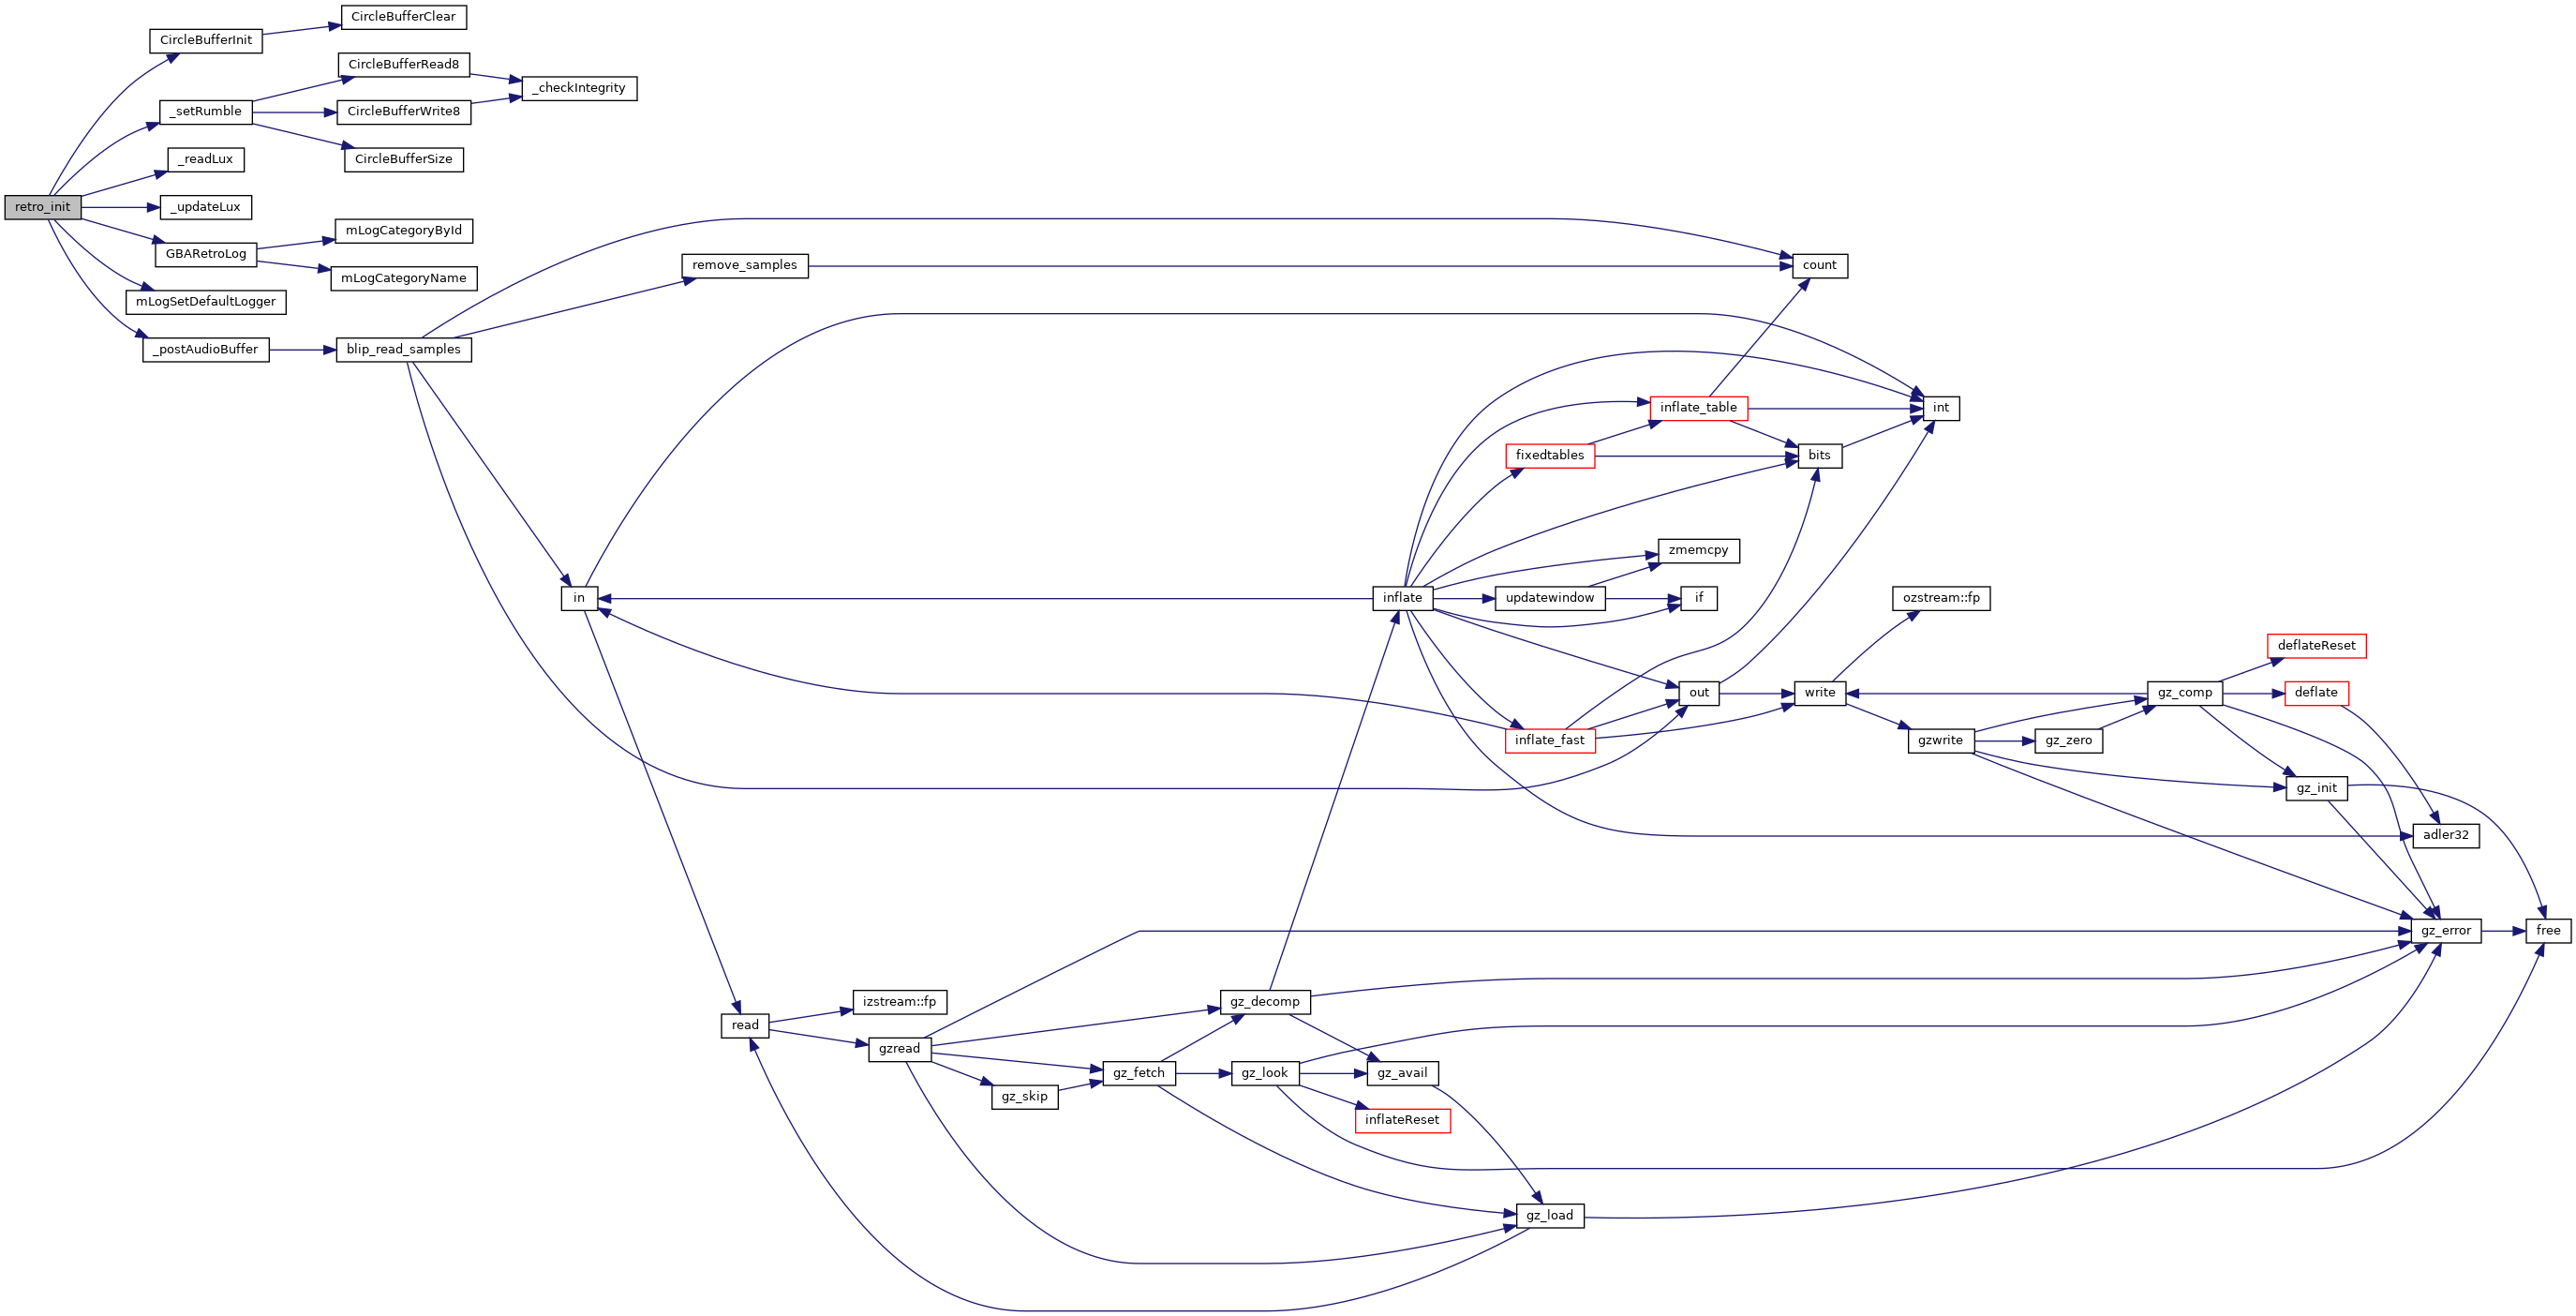 CircleBufferClear
CircleBufferInit
CircleBufferRead8
_checkIntegrity
_setRumble
CircleBufferWrite8
_readLux
CircleBufferSize
retro_init
_updateLux
mLogCategoryById
GBARetroLog
remove_samples
count
mLogCategoryName
mLogSetDefaultLogger
_postAudioBuffer
blip_read_samples
inflate_table
int
fixedtables
bits
zmemcpy
in
inflate
updatewindow
if
ozstream::fp
deflateReset
out
write
gz_comp
deflate
inflate_fast
gzwrite
gz_zero
gz_init
adler32
gz_error
free
izstream::fp
gz_decomp
read
gzread
gz_fetch
gz_look
gz_avail
gz_skip
inflateReset
gz_load